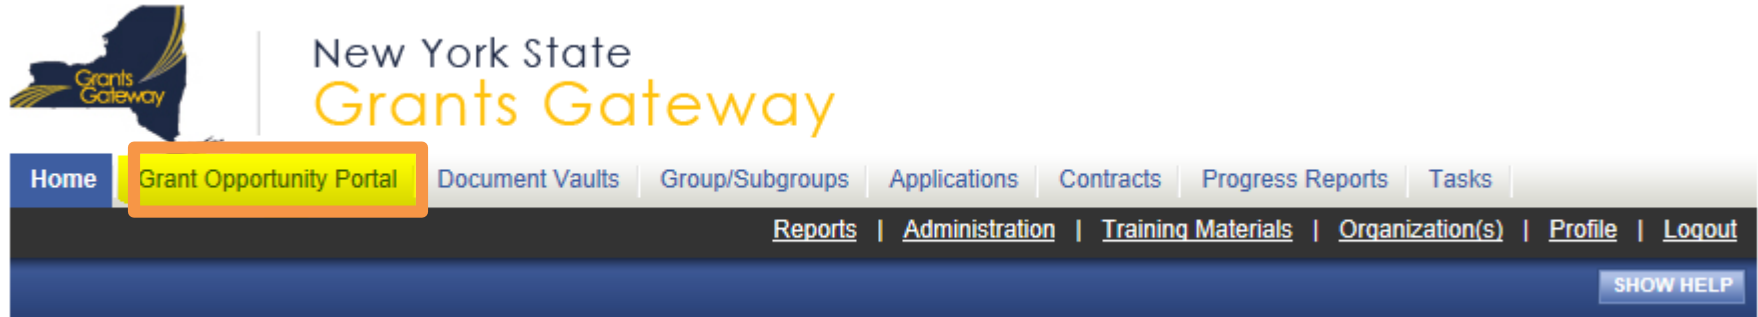 Grants
Gateway
New York State
Grants Gateway
Home Grant Opportunity Portal Document Vaults Group/Subgroups Applications Contracts Progress Reports Tasks
Reports | Administration | Training Materials | Organization(s) | Profile | Logout
SHOW HELP